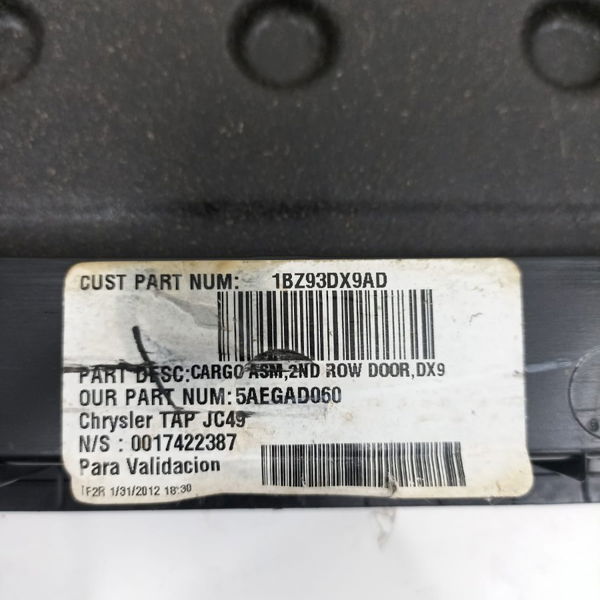 CUST PART NUM: 1BZ93DX9AD
PART DESC:CARGO ASM,2ND ROW DOOR,DX9
OUR PART NUM:5AEGAD060
Chrysler TAP JC49
N/S : 0017422387
Para Validacion
TF2R 1/31/2012 18:30